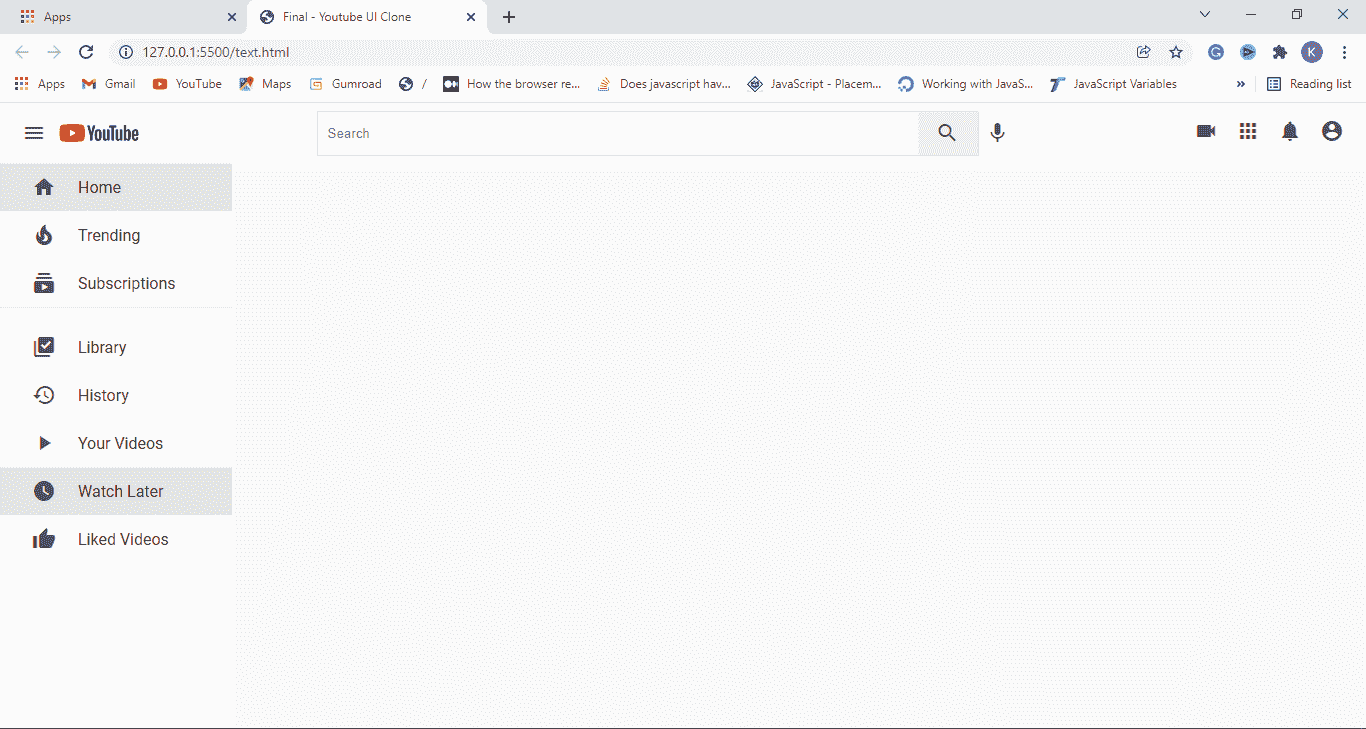 Apps
Final - Youtube UI Clone
127.0.0.1:5500/text.html
K
Apps Gmail YouTube Maps Gumroad / How the browser re... Does javascript hav... JavaScript - Placem... Working with JavaS... JavaScript Variables » Reading list
YouTube
Search
Home
Trending
Subscriptions
Library
History
Your Videos
Watch Later
Liked Videos